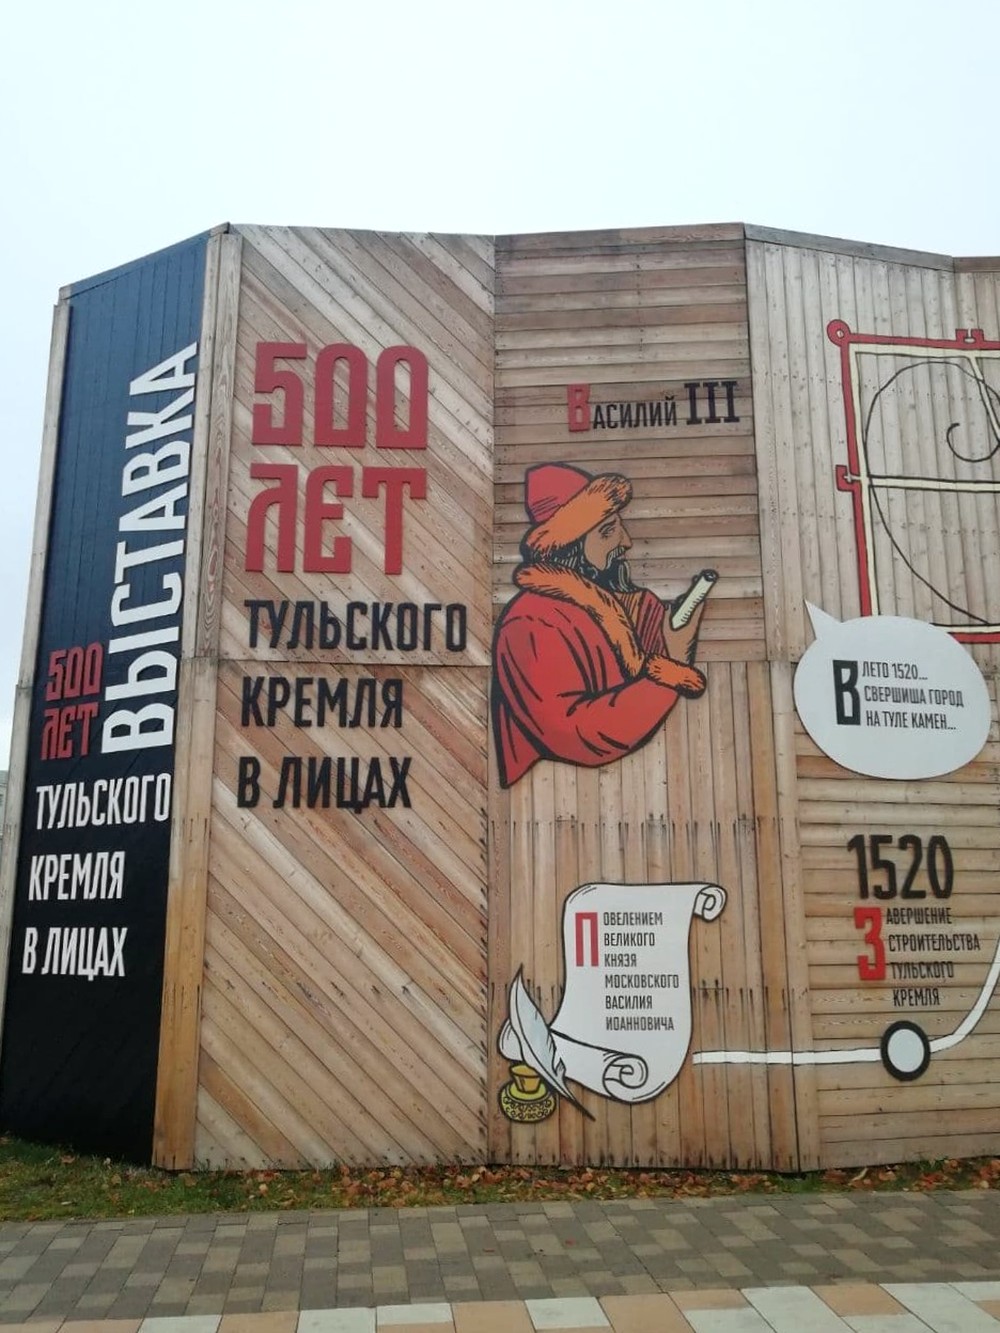 ВЫСТАВКА
500
ЛЕТ
ТУЛЬСКОГО
КРЕМЛЯ
В ЛИЦАХ
500
ЛЕТ
ТУЛЬСКОГО
КРЕМЛЯ
В ЛИЦАХ
ВАСИЛИЙ III
ПОВЕЛЕНИЕМ
ВЕЛИКОГО
КНЯЗЯ
МОСКОВСКОГО
ВАСИЛИЯ
ИОАННОВИЧА
В ЛЕТО 1520...
СВЕРШИША ГОРОД
НА ТУЛЕ КАМЕН...
1520
ЗАВЕРШЕНИЕ
СТРОИТЕЛЬСТВА
ТУЛЬСКОГО
КРЕМЛЯ